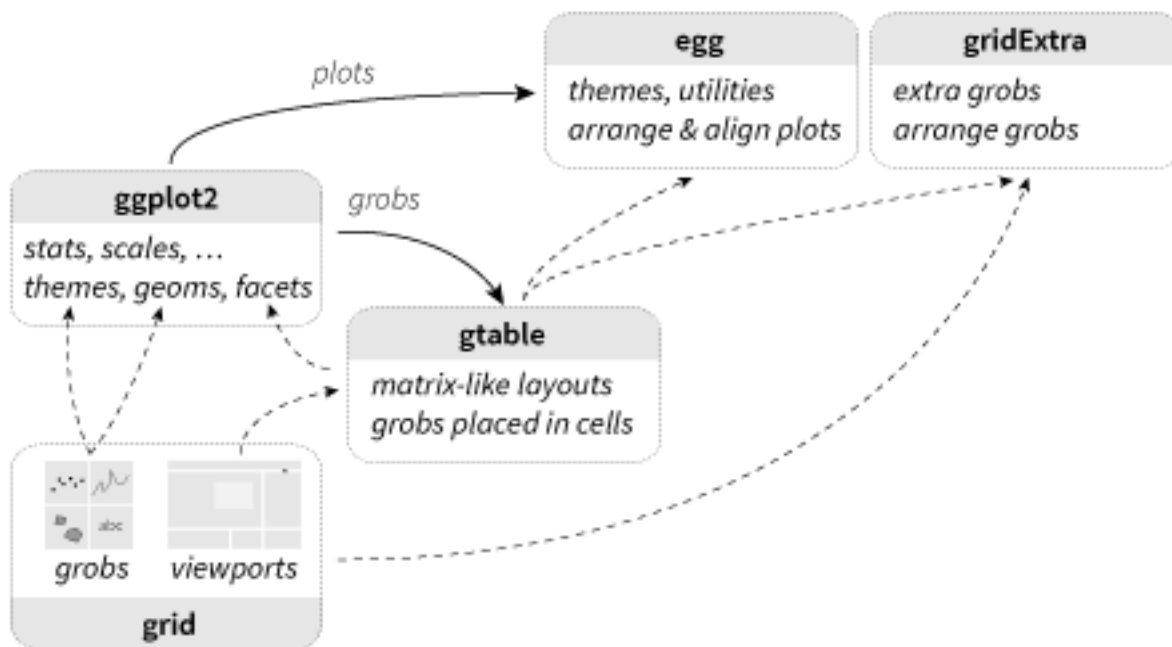 egg
themes, utilities
arrange & align plots
gridExtra
extra grobs
arrange grobs
plots
ggplot2
stats, scales, …
themes, geoms, facets
grobs
gtable
matrix-like layouts
grobs placed in cells
abc
grobs
viewports
grid